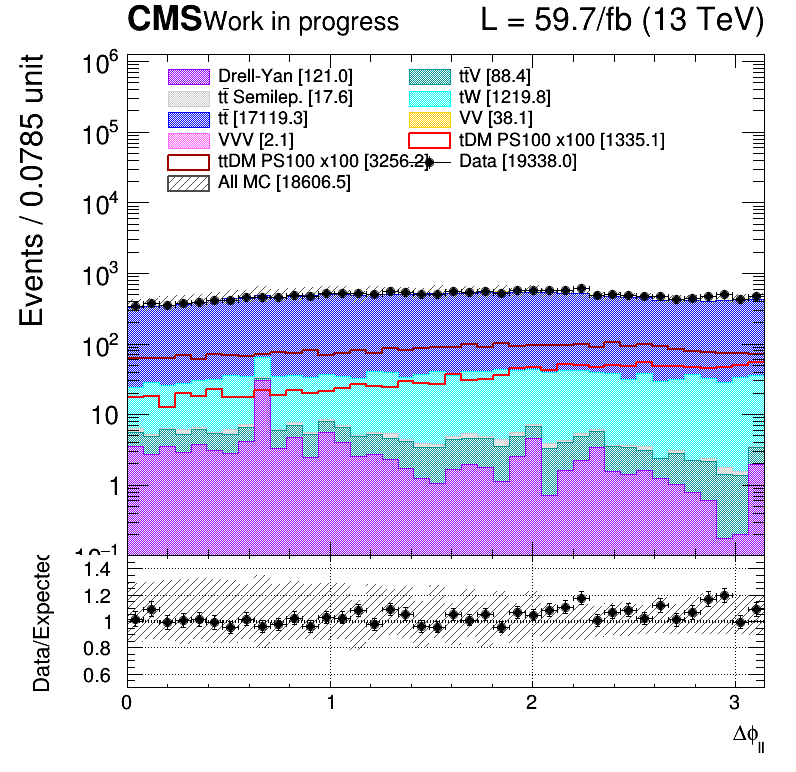 CMS Work in progress L = 59.7/fb (13 TeV)
Events / 0.0785 unit
10⁶
10⁵
10⁴
10³
10²
10
1
10⁻¹
Drell-Yan [121.0] tt̄V [88.4]
tt̄ Semilep. [17.6] tW [1219.8]
tt̄ [17119.3] VV [38.1]
VVV [2.1] tDM PS100 x100 [1335.1]
ttDM PS100 x100 [3256.2] Data [19338.0]
All MC [18606.5]
Data/Expected
1.4
1.2
1
0.8
0.6
0 1 2 3
Δϕ_ll